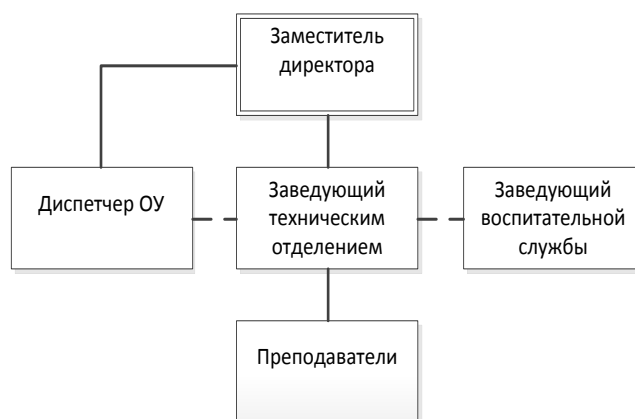 Заместитель
директора
Диспетчер ОУ
Заведующий
техническим
отделением
Заведующий
воспитательной
службы
Преподаватели